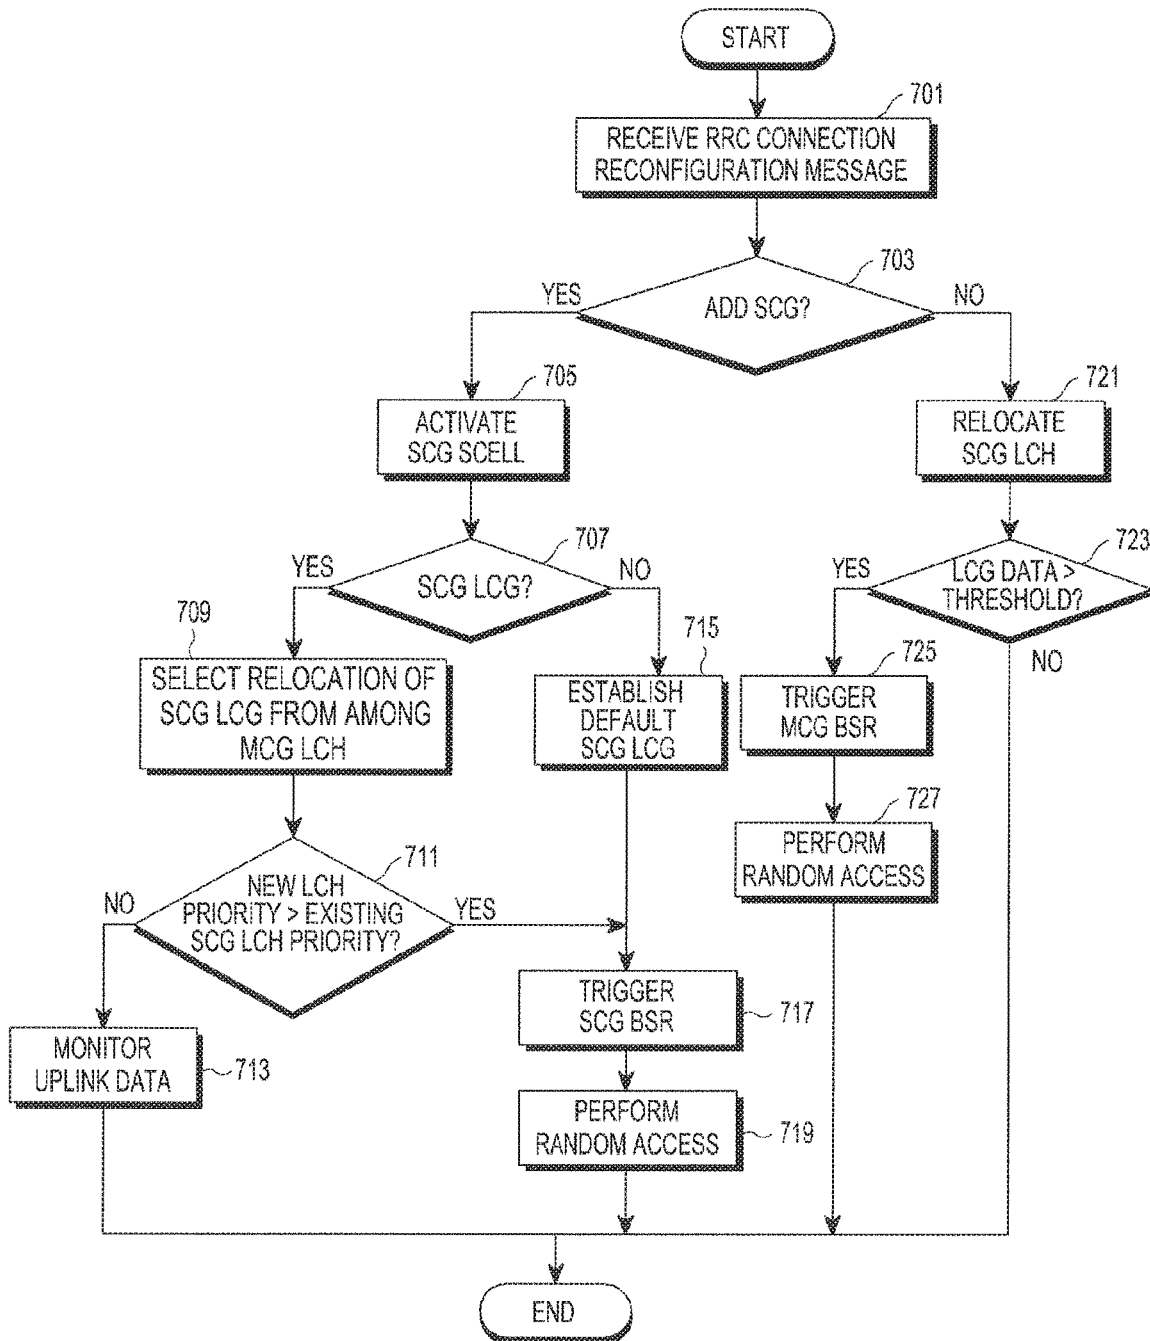 START
701
RECEIVE RRC CONNECTION
RECONFIGURATION MESSAGE
703
YES
ADD SCG?
NO
705
ACTIVATE
SCG SCELL
721
RELOCATE
SCG LCH
707
YES
SCG LCG?
NO
723
YES
LCG DATA >
THRESHOLD?
NO
709
SELECT RELOCATION OF
SCG LCG FROM AMONG
MCG LCH
715
ESTABLISH
DEFAULT
SCG LCG
725
TRIGGER
MCG BSR
727
PERFORM
RANDOM ACCESS
711
NO
NEW LCH
PRIORITY > EXISTING
SCG LCH PRIORITY?
YES
TRIGGER
SCG BSR
717
MONITOR
UPLINK DATA
713
PERFORM
RANDOM ACCESS
719
END